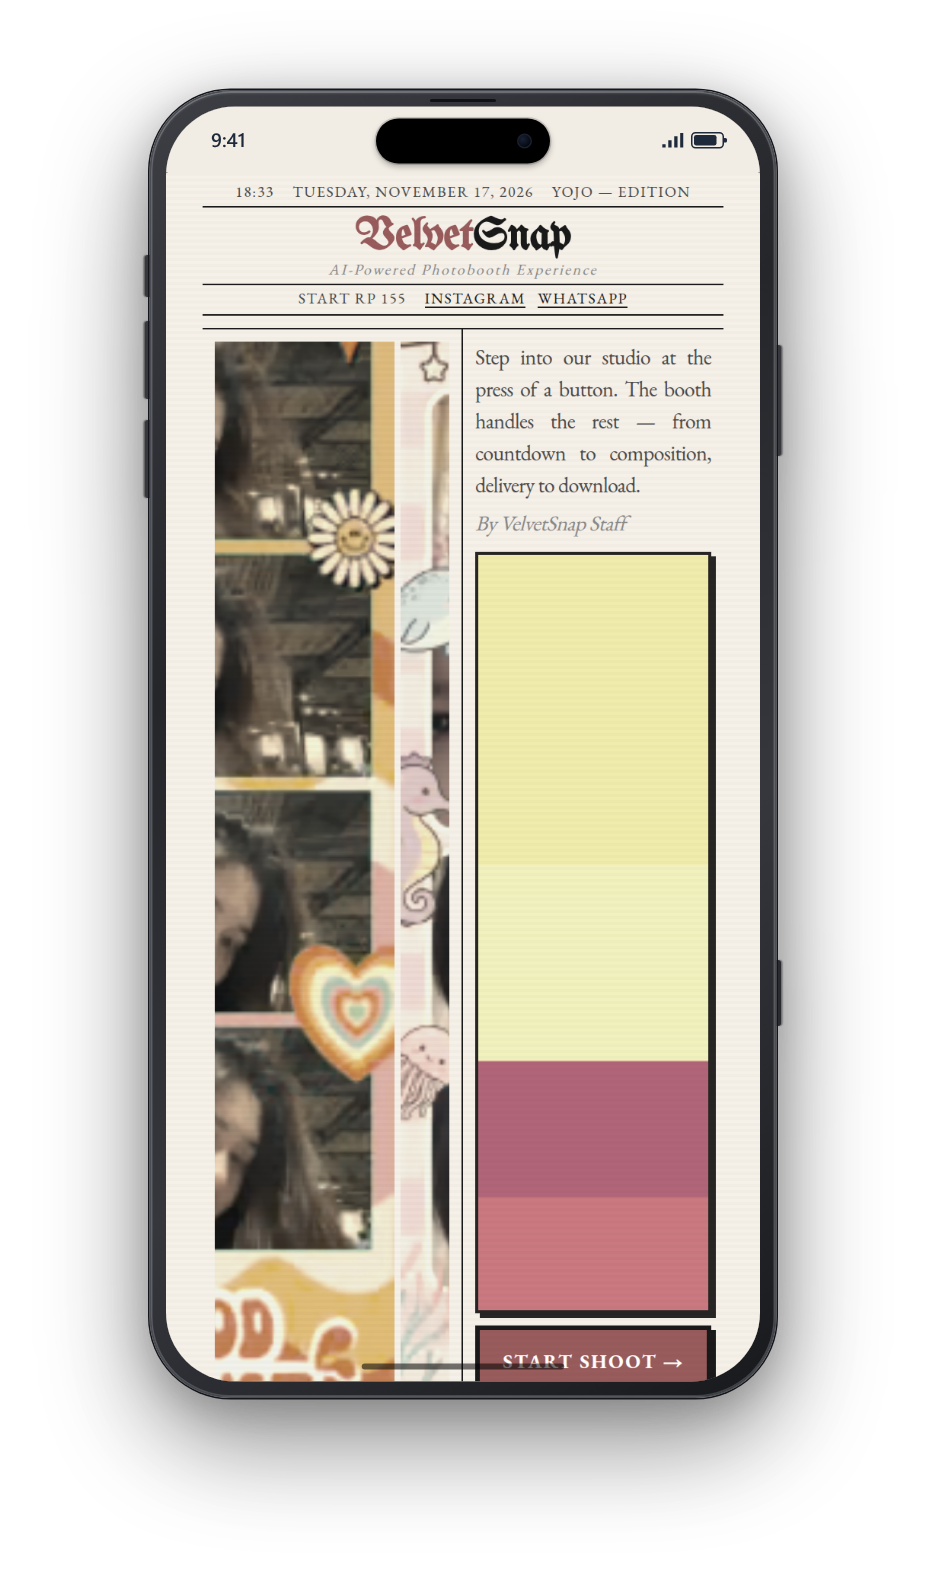 9:41
18:33 TUESDAY, NOVEMBER 17, 2026 YOJO — EDITION
VelvetSnap
AI-Powered Photobooth Experience
START RP 155 INSTAGRAM WHATSAPP
Step into our studio at the
press of a button. The booth
handles the rest — from
countdown to composition,
delivery to download.
By VelvetSnap Staff
START SHOOT →